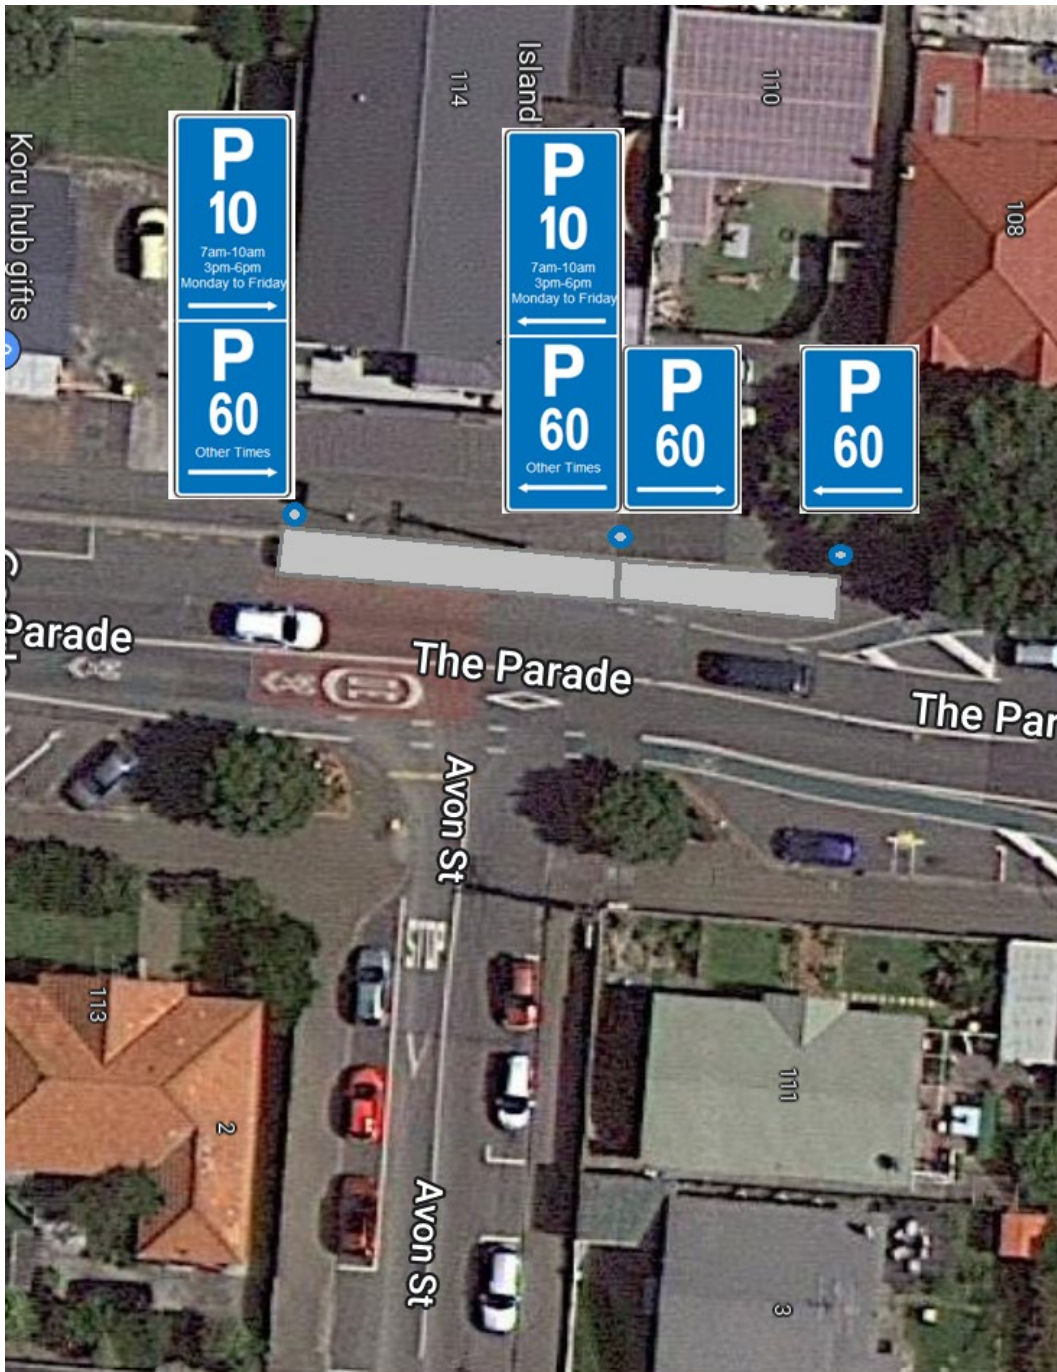 P
10
7am-10am
3pm-6pm
Monday to Friday
P
60
Other Times
P
10
7am-10am
3pm-6pm
Monday to Friday
P
60
Other Times
P
60
P
60
Island
114
110
108
Koru hub gifts
Parade
The Parade
The Par
30
Avon St
STOP
113
2
111
Avon St
3